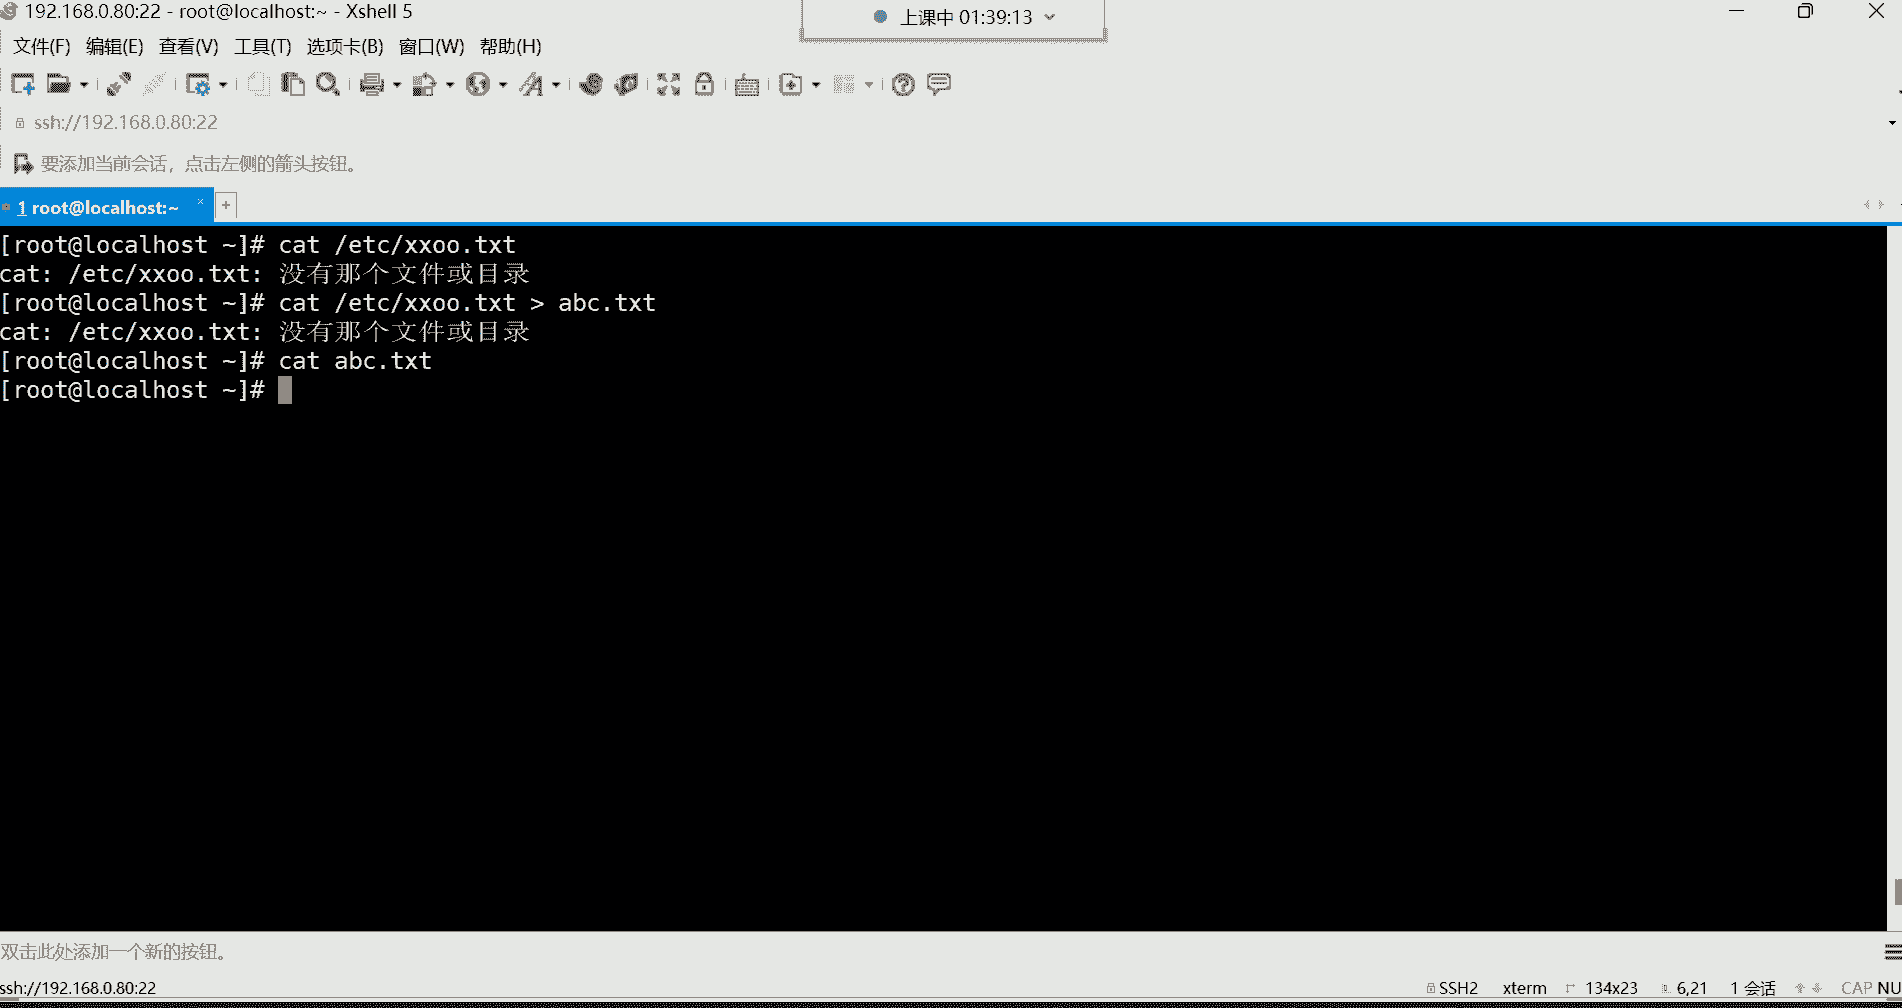 192.168.0.80:22 - root@localhost:~ - Xshell 5
上课中 01:39:13
文件(F) 编辑(E) 查看(V) 工具(T) 选项卡(B) 窗口(W) 帮助(H)
ssh://192.168.0.80:22
要添加当前会话，点击左侧的箭头按钮。
1 root@localhost:~ × +
[root@localhost ~]# cat /etc/xxoo.txt
cat: /etc/xxoo.txt: 没有那个文件或目录
[root@localhost ~]# cat /etc/xxoo.txt > abc.txt
cat: /etc/xxoo.txt: 没有那个文件或目录
[root@localhost ~]# cat abc.txt
[root@localhost ~]#
双击此处添加一个新的按钮。
ssh://192.168.0.80:22 SSH2 xterm 134x23 6,21 1 会话 CAP NU